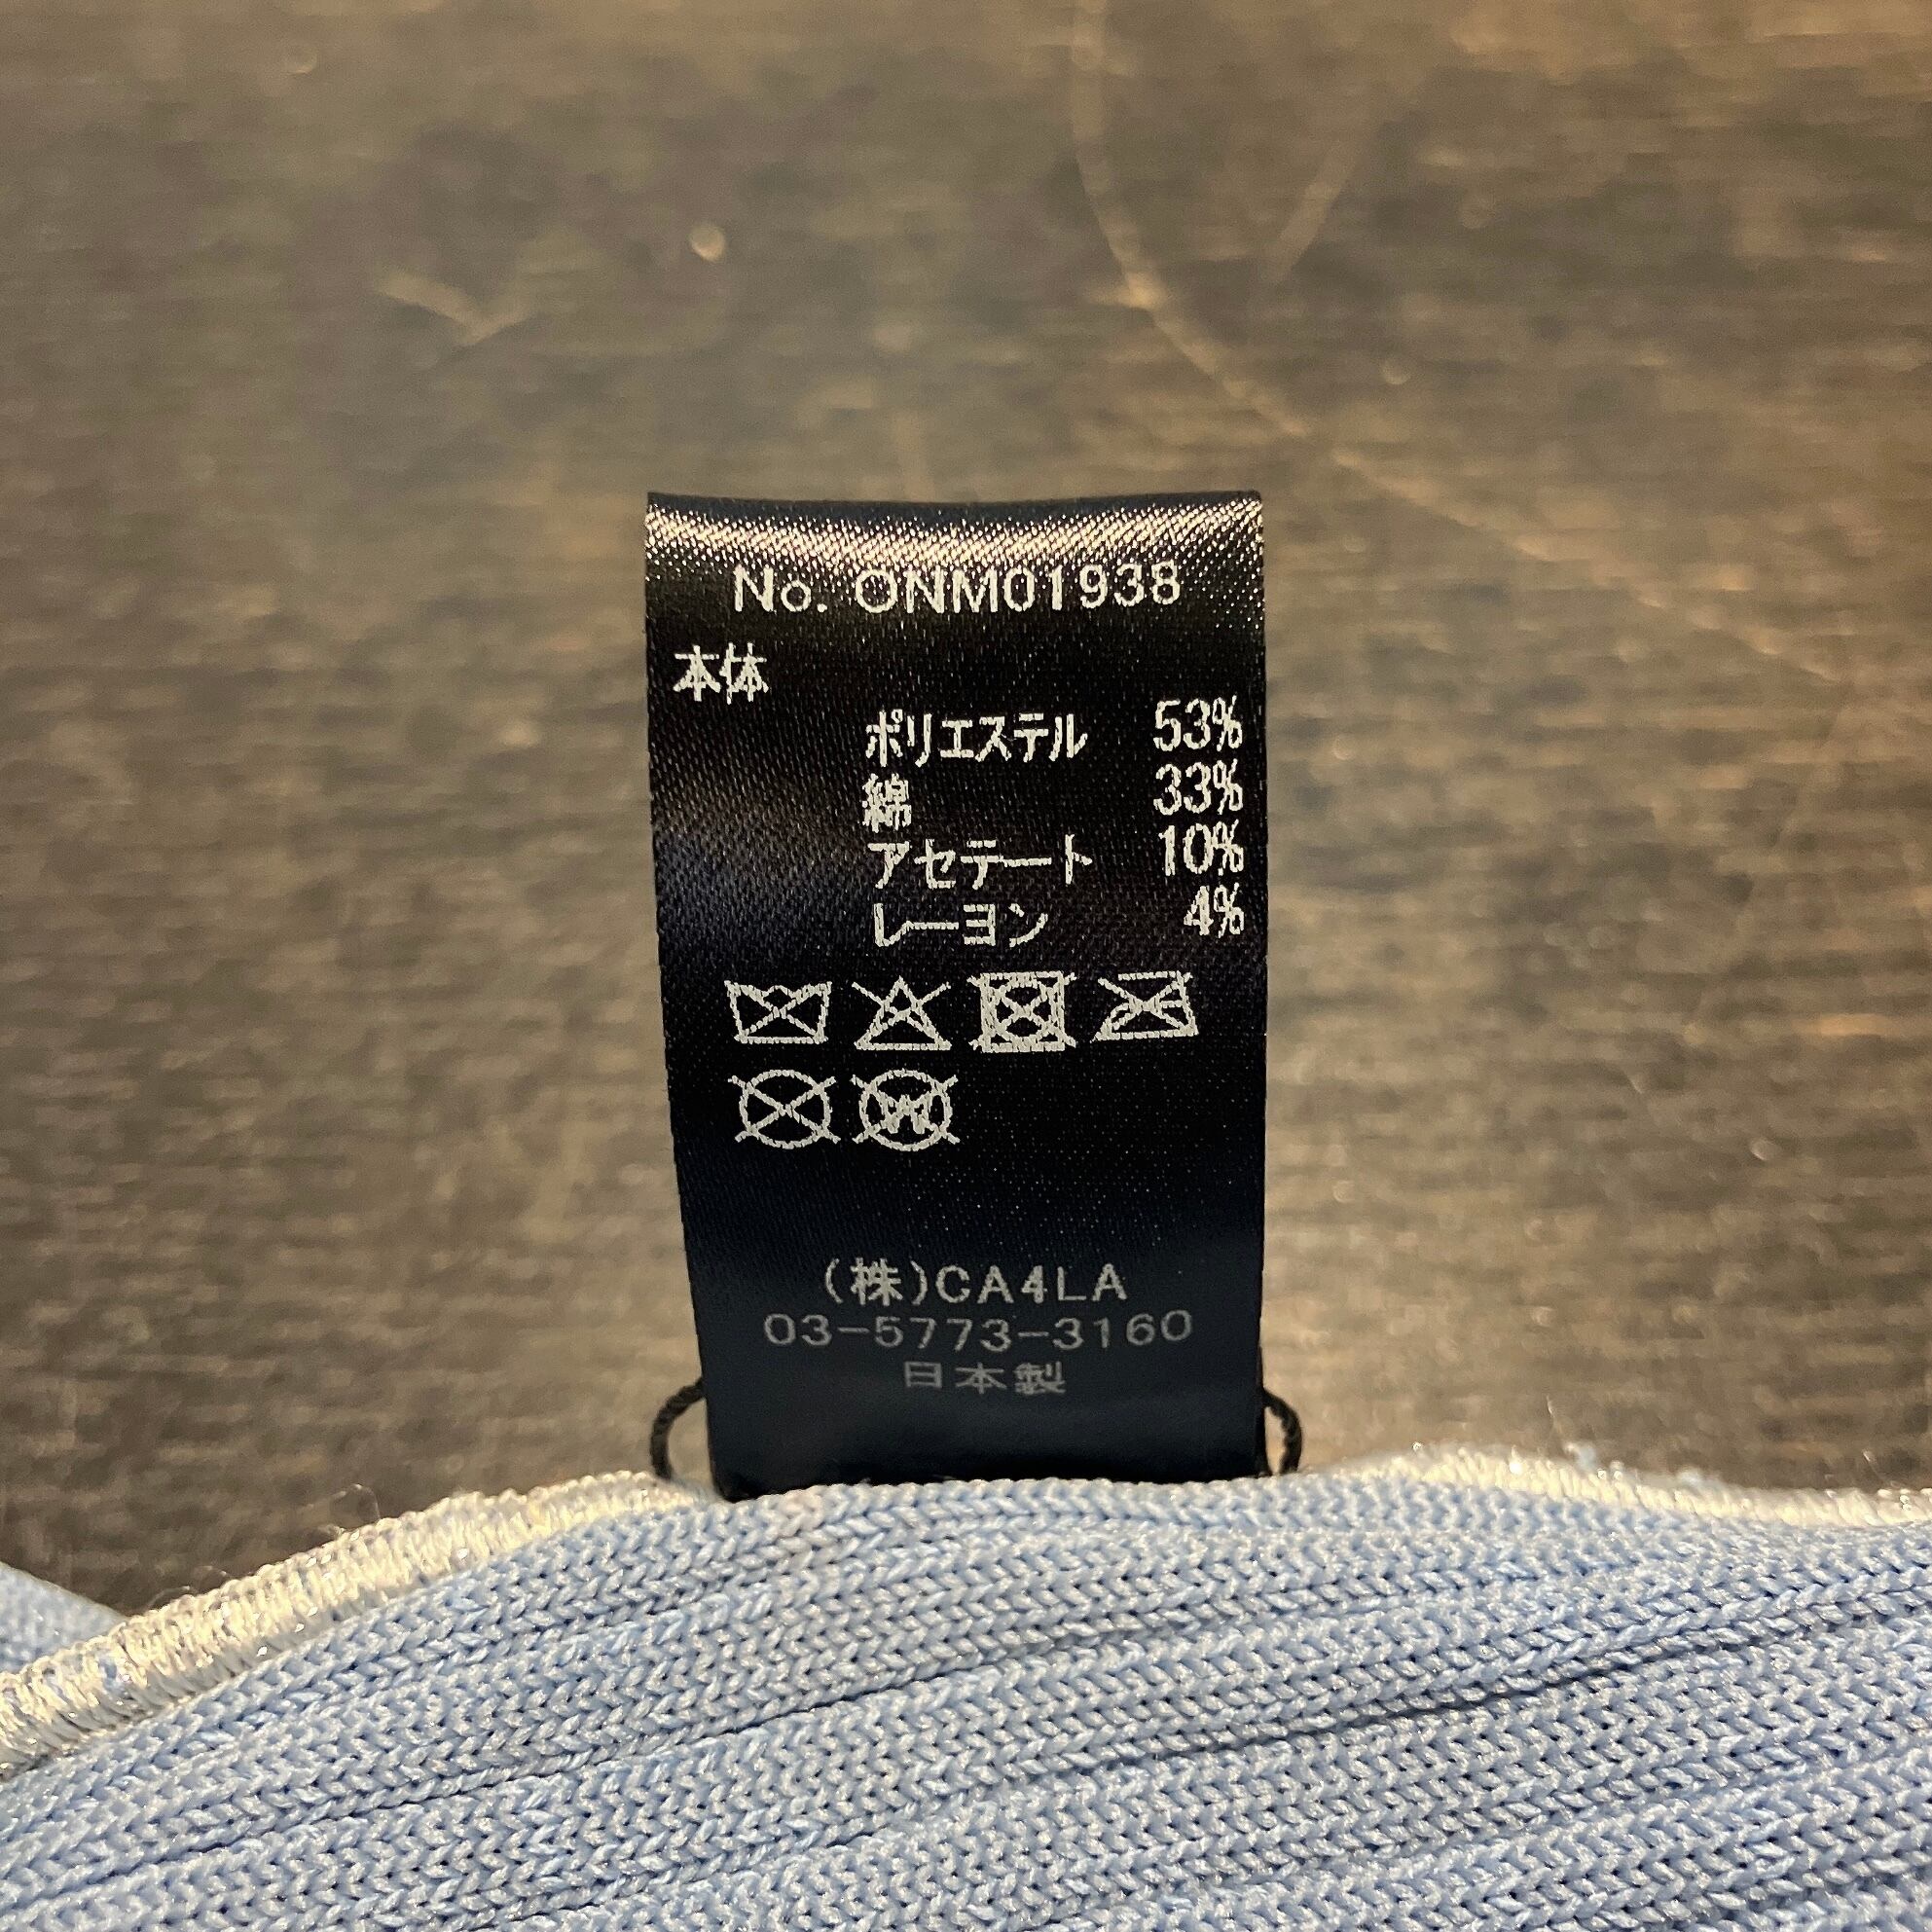 No. ONM01938
本体
ポリエステル 53%
綿 33%
アセテート 10%
レーヨン 4%
(株)CA4LA
03-5773-3160
日本製